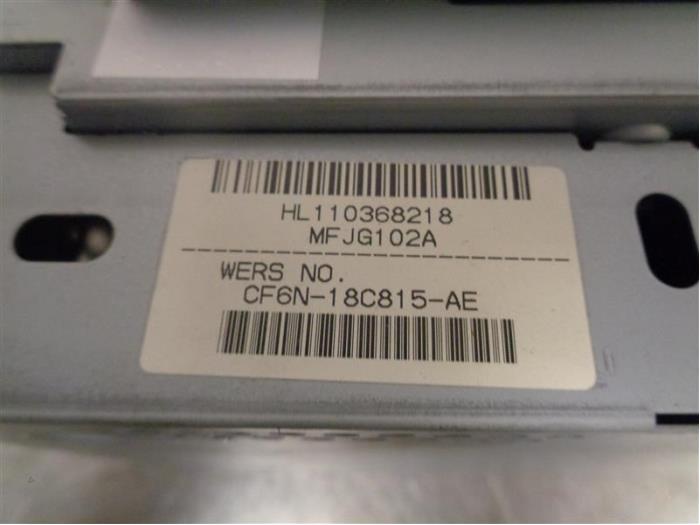 HL110368218
MFJG102A
WERS NO.
CF6N-18C815-AE